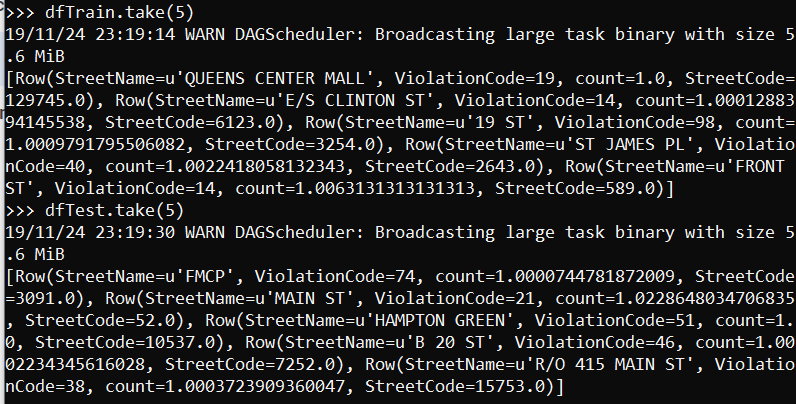 >>> dfTrain.take(5)
19/11/24 23:19:14 WARN DAGScheduler: Broadcasting large task binary with size 5
.6 MiB
[Row(StreetName=u'QUEENS CENTER MALL', ViolationCode=19, count=1.0, StreetCode=
129745.0), Row(StreetName=u'E/S CLINTON ST', ViolationCode=14, count=1.00012883
94145538, StreetCode=6123.0), Row(StreetName=u'19 ST', ViolationCode=98, count=
1.0009791795506082, StreetCode=3254.0), Row(StreetName=u'ST JAMES PL', Violatio
nCode=40, count=1.0022418058132343, StreetCode=2643.0), Row(StreetName=u'FRONT
ST', ViolationCode=14, count=1.0063131313131313, StreetCode=589.0)]
>>> dfTest.take(5)
19/11/24 23:19:30 WARN DAGScheduler: Broadcasting large task binary with size 5
.6 MiB
[Row(StreetName=u'FMCP', ViolationCode=74, count=1.0000744781872009, StreetCode
=3091.0), Row(StreetName=u'MAIN ST', ViolationCode=21, count=1.0228648034706835
, StreetCode=52.0), Row(StreetName=u'HAMPTON GREEN', ViolationCode=51, count=1.
0, StreetCode=10537.0), Row(StreetName=u'B 20 ST', ViolationCode=46, count=1.00
02234345616028, StreetCode=7252.0), Row(StreetName=u'R/O 415 MAIN ST', Violatio
nCode=38, count=1.0003723909360047, StreetCode=15753.0)]